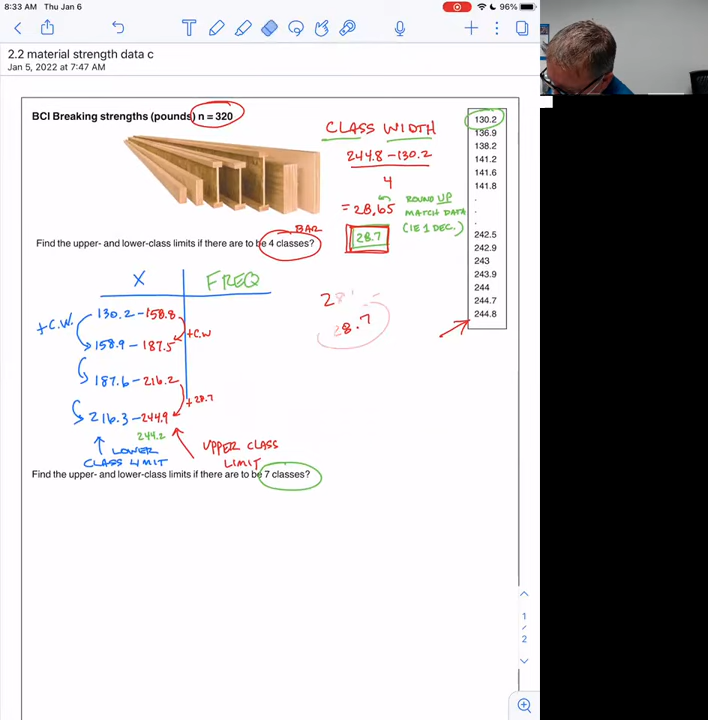 8:33 AM Thu Jan 6
96%
2.2 material strength data c
Jan 5, 2022 at 7:47 AM
BCI Breaking strengths (pounds) n = 320
CLASS WIDTH
244.8 - 130.2
4
= 28.65
ROUND UP
MATCH DATA
(IE 1 DEC.)
28.7
130.2
136.9
138.2
141.2
141.6
141.8
.
.
.
242.5
242.9
243
243.9
244
244.7
244.8
BAR
Find the upper- and lower-class limits if there are to be 4 classes?
X
FREQ
+C.W.
130.2 - 158.8
+C.W
158.9 - 187.5
187.6 - 216.2
+28.7
216.3 - 244.9
244.2
LOWER
CLASS LIMIT
UPPER CLASS
LIMIT
28.7
Find the upper- and lower-class limits if there are to be 7 classes?
1
/
2